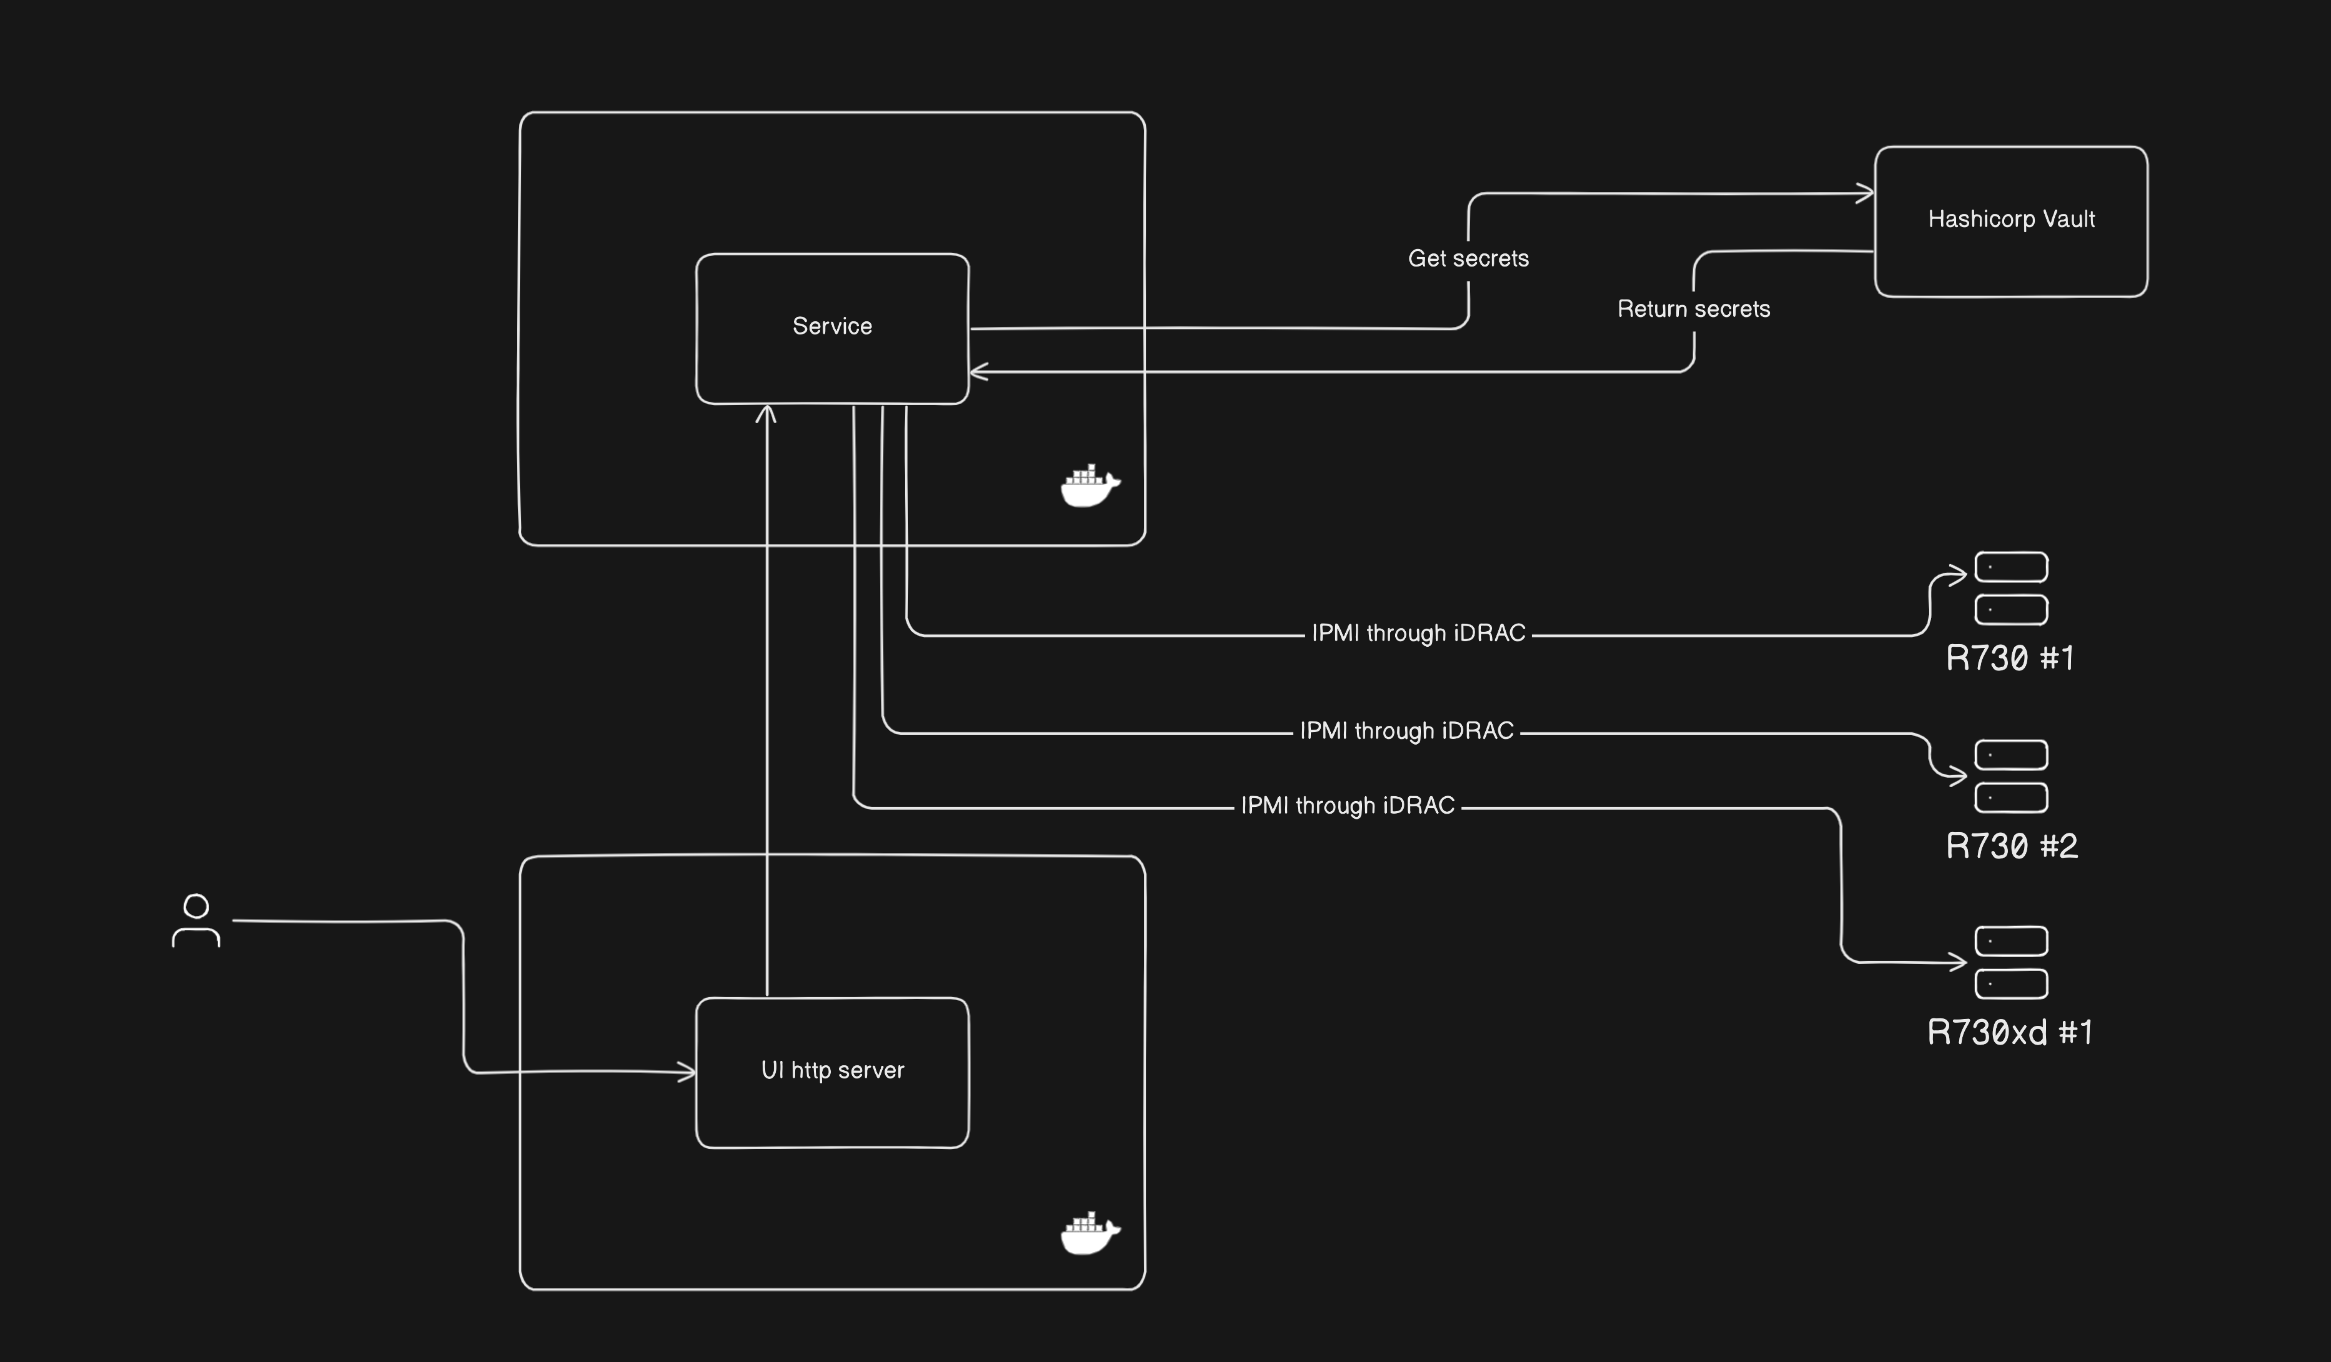 Hashicorp Vault
Get secrets
Return secrets
Service
IPMI through iDRAC
R730 #1
IPMI through iDRAC
IPMI through iDRAC
R730 #2
R730xd #1
UI http server